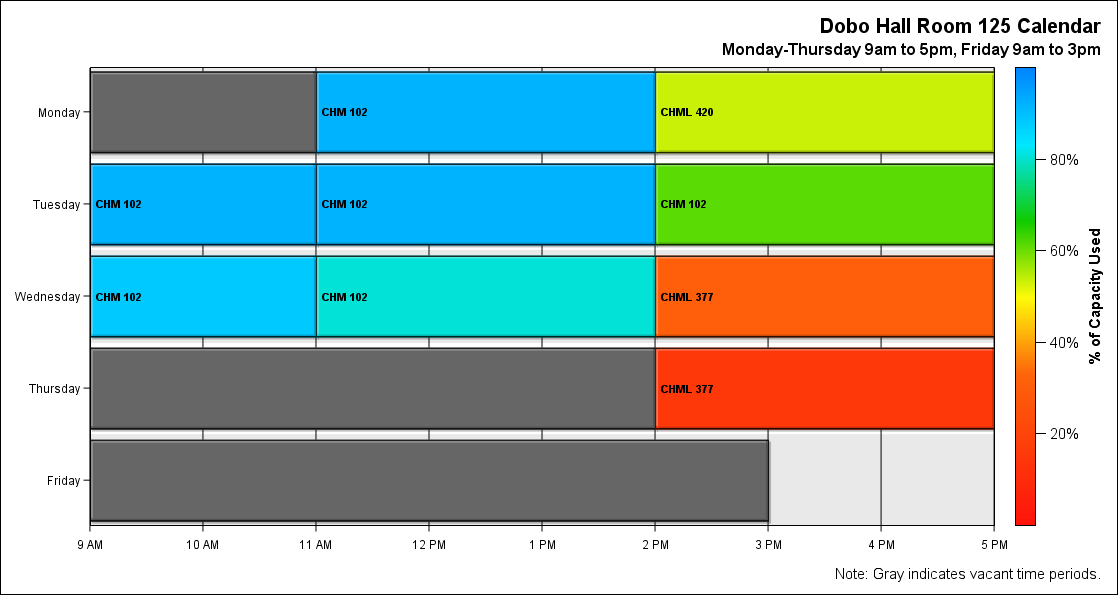 Dobo Hall Room 125 Calendar
Monday-Thursday 9am to 5pm, Friday 9am to 3pm
Monday
CHM 102
CHML 420
Tuesday
CHM 102
CHM 102
CHM 102
Wednesday
CHM 102
CHM 102
CHML 377
Thursday
CHML 377
Friday
9 AM
10 AM
11 AM
12 PM
1 PM
2 PM
3 PM
4 PM
5 PM
80%
60%
40%
20%
% of Capacity Used
Note: Gray indicates vacant time periods.